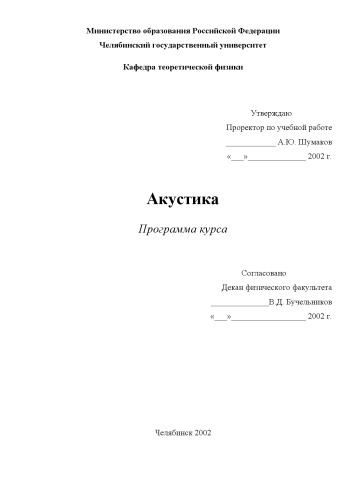 Министерство образования Российской Федерации
Челябинский государственный университет
Кафедра теоретической физики
Утверждаю
Проректор по учебной работе
____________ А.Ю. Шумаков
«___»______________ 2002 г.
Акустика
Программа курса
Согласовано
Декан физического факультета
______________В.Д. Бучельников
«___»__________________ 2002 г.
Челябинск 2002